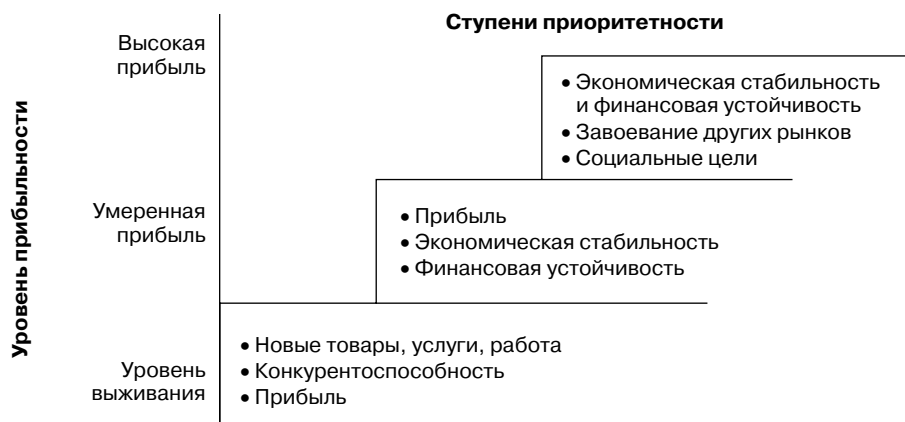 Ступени приоритетности
Уровень прибыльности
Высокая
прибыль
• Экономическая стабильность
и финансовая устойчивость
• Завоевание других рынков
• Социальные цели
Умеренная
прибыль
• Прибыль
• Экономическая стабильность
• Финансовая устойчивость
Уровень
выживания
• Новые товары, услуги, работа
• Конкурентоспособность
• Прибыль